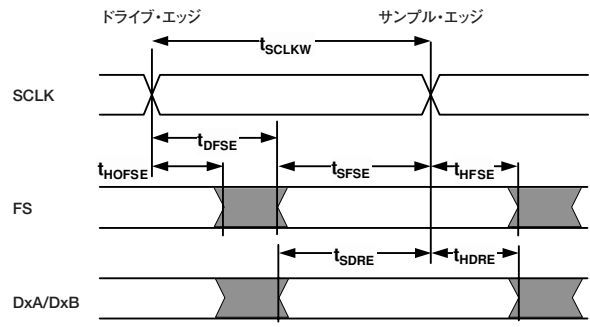 ドライブ・エッジ サンプル・エッジ
tSCLKW
SCLK
tDFSE
tHOFSE tSFSE tHFSE
FS
tSDRE tHDRE
DxA/DxB